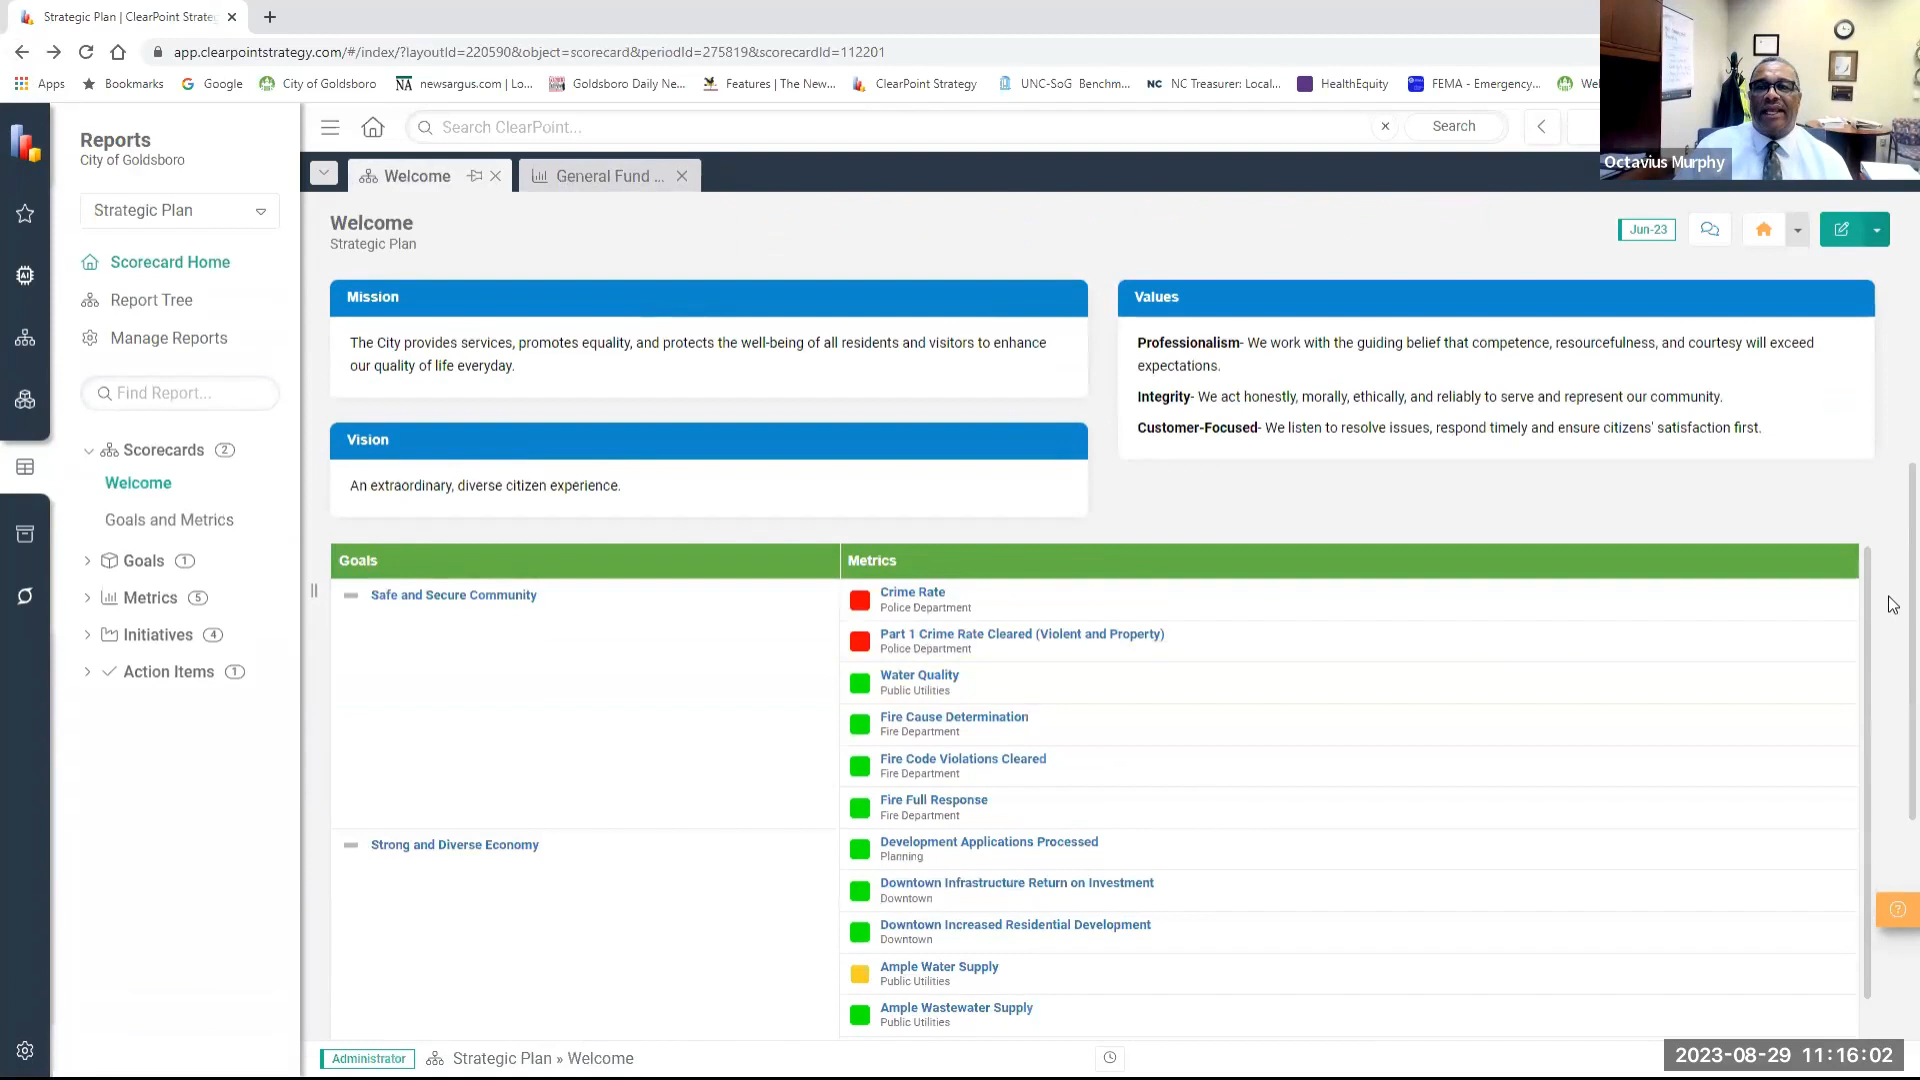 Strategic Plan | ClearPoint Strate
app.clearpointstrategy.com/#/index/?layoutId=220590&object=scorecard&periodId=275819&scorecardId=112201
Apps
Bookmarks
Google
City of Goldsboro
newsargus.com | Lo...
Goldsboro Daily Ne...
Features | The New...
ClearPoint Strategy
UNC-SoG Benchm...
NC Treasurer: Local...
HealthEquity
FEMA - Emergency...
Octavius Murphy
Reports
City of Goldsboro
Strategic Plan
Scorecard Home
Report Tree
Manage Reports
Find Report...
Scorecards 2
Welcome
Goals and Metrics
Goals 1
Metrics 5
Initiatives 4
Action Items 1
Search ClearPoint...
Search
Welcome
General Fund ...
Welcome
Strategic Plan
Jun-23
Mission
The City provides services, promotes equality, and protects the well-being of all residents and visitors to enhance
our quality of life everyday.
Vision
An extraordinary, diverse citizen experience.
Values
Professionalism- We work with the guiding belief that competence, resourcefulness, and courtesy will exceed
expectations.
Integrity- We act honestly, morally, ethically, and reliably to serve and represent our community.
Customer-Focused- We listen to resolve issues, respond timely and ensure citizens' satisfaction first.
Goals
Metrics
Safe and Secure Community
Crime Rate
Police Department
Part 1 Crime Rate Cleared (Violent and Property)
Police Department
Water Quality
Public Utilities
Fire Cause Determination
Fire Department
Fire Code Violations Cleared
Fire Department
Fire Full Response
Fire Department
Strong and Diverse Economy
Development Applications Processed
Planning
Downtown Infrastructure Return on Investment
Downtown
Downtown Increased Residential Development
Downtown
Ample Water Supply
Public Utilities
Ample Wastewater Supply
Public Utilities
Administrator
Strategic Plan » Welcome
2023-08-29 11:16:02